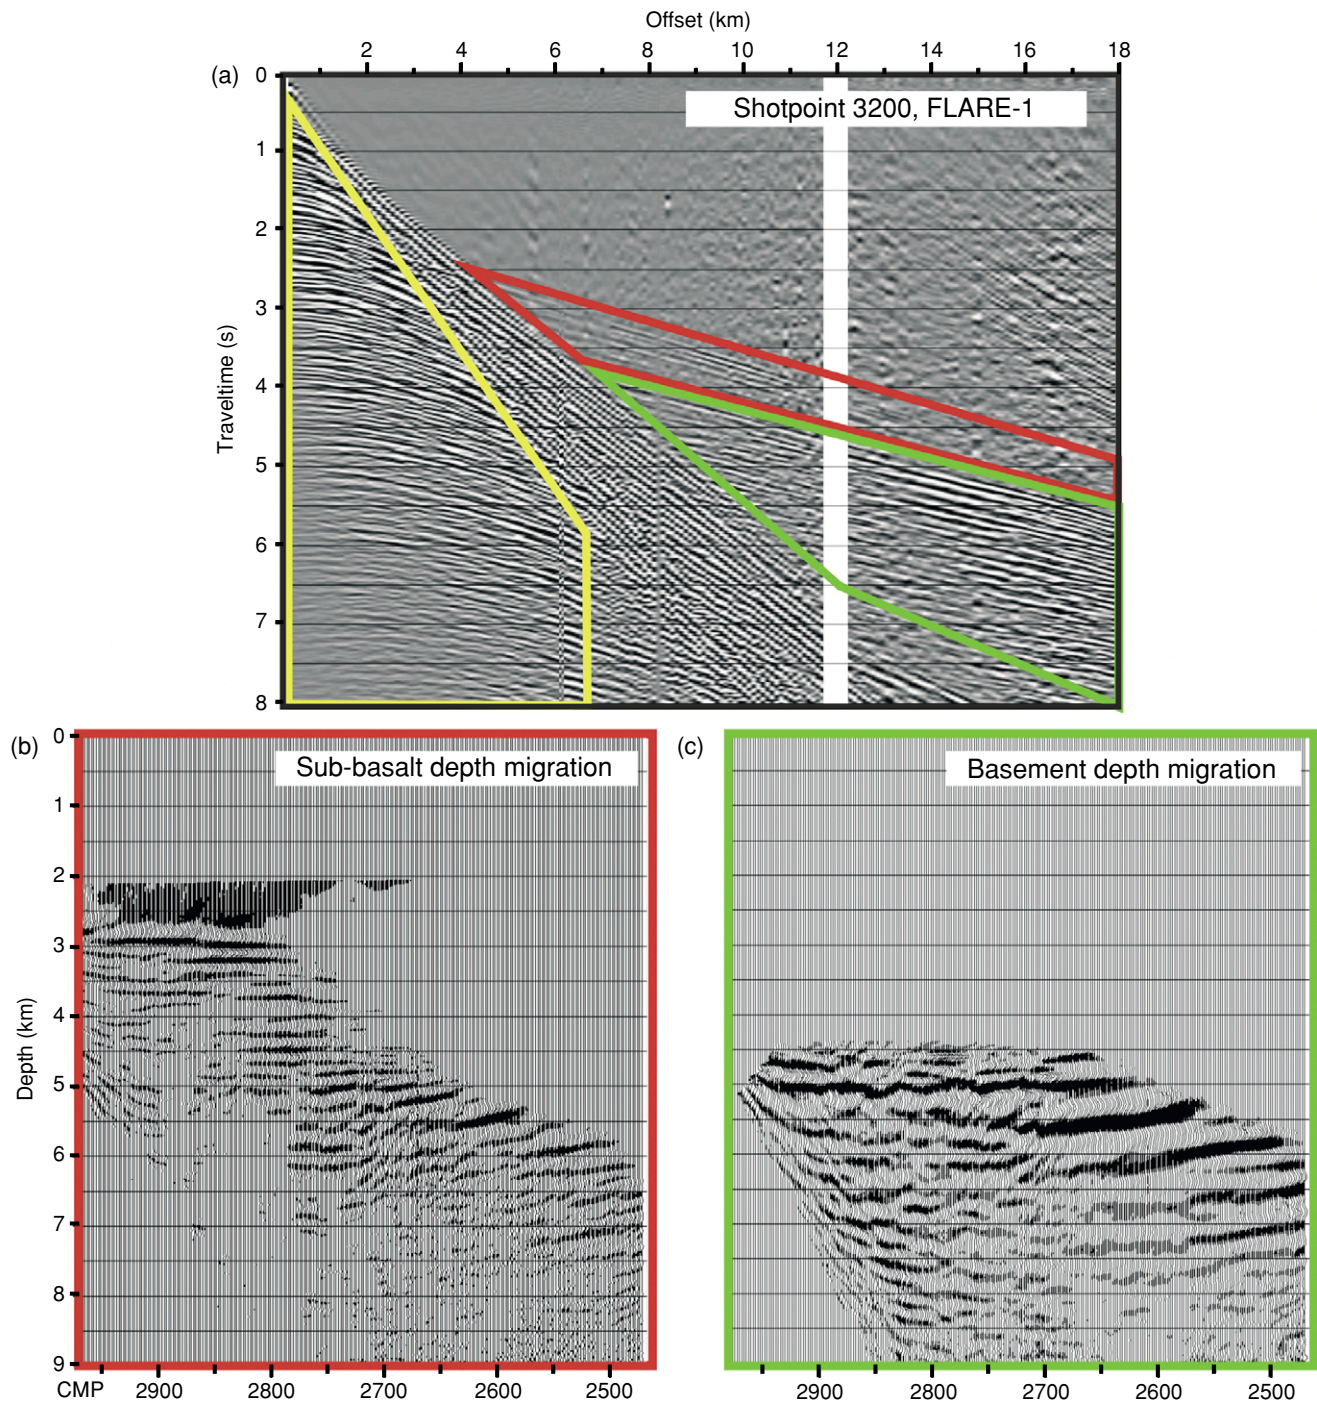 Offset (km)
2 4 6 8 10 12 14 16 18
(a)
Shotpoint 3200, FLARE-1
0
1
2
3
4
5
6
7
8
Traveltime (s)
(b)
Sub-basalt depth migration
0
1
2
3
4
5
6
7
8
9
Depth (km)
CMP 2900 2800 2700 2600 2500
(c)
Basement depth migration
2900 2800 2700 2600 2500